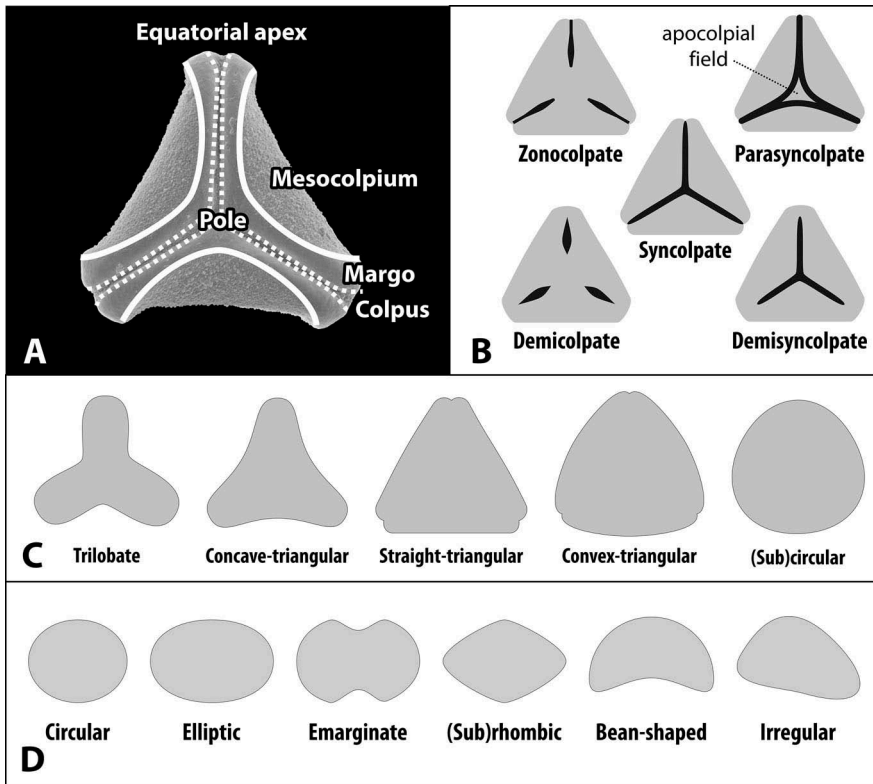 Equatorial apex
Mesocolpium
Pole
Margo
Colpus
A
apocolpial
field
Zonocolpate
Parasyncolpate
Syncolpate
Demicolpate
Demisyncolpate
B
Trilobate
Concave-triangular
Straight-triangular
Convex-triangular
(Sub)circular
C
Circular
Elliptic
Emarginate
(Sub)rhombic
Bean-shaped
Irregular
D